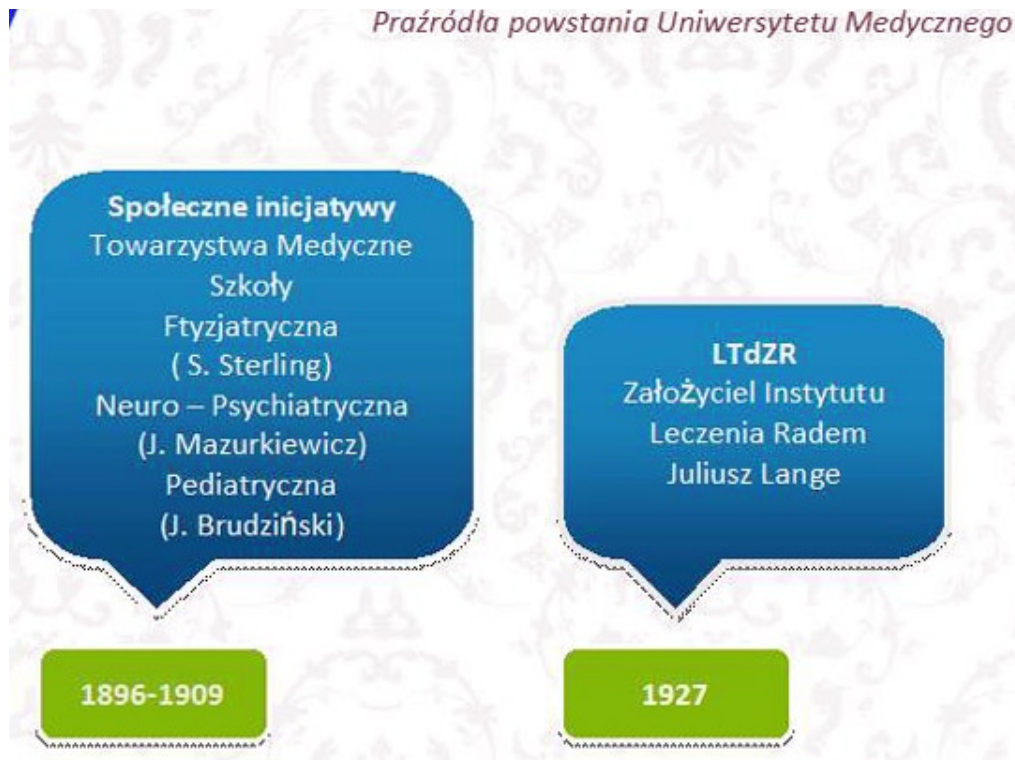 Praźródła powstania Uniwersytetu Medycznego
Społeczne inicjatywy
Towarzystwa Medyczne
Szkoły
Ftyzjatryczna
( S. Sterling)
Neuro – Psychiatryczna
(J. Mazurkiewicz)
Pediatryczna
(J. Brudziński)
1896-1909
LTdZR
Założyciel Instytutu
Leczenia Radem
Juliusz Lange
1927